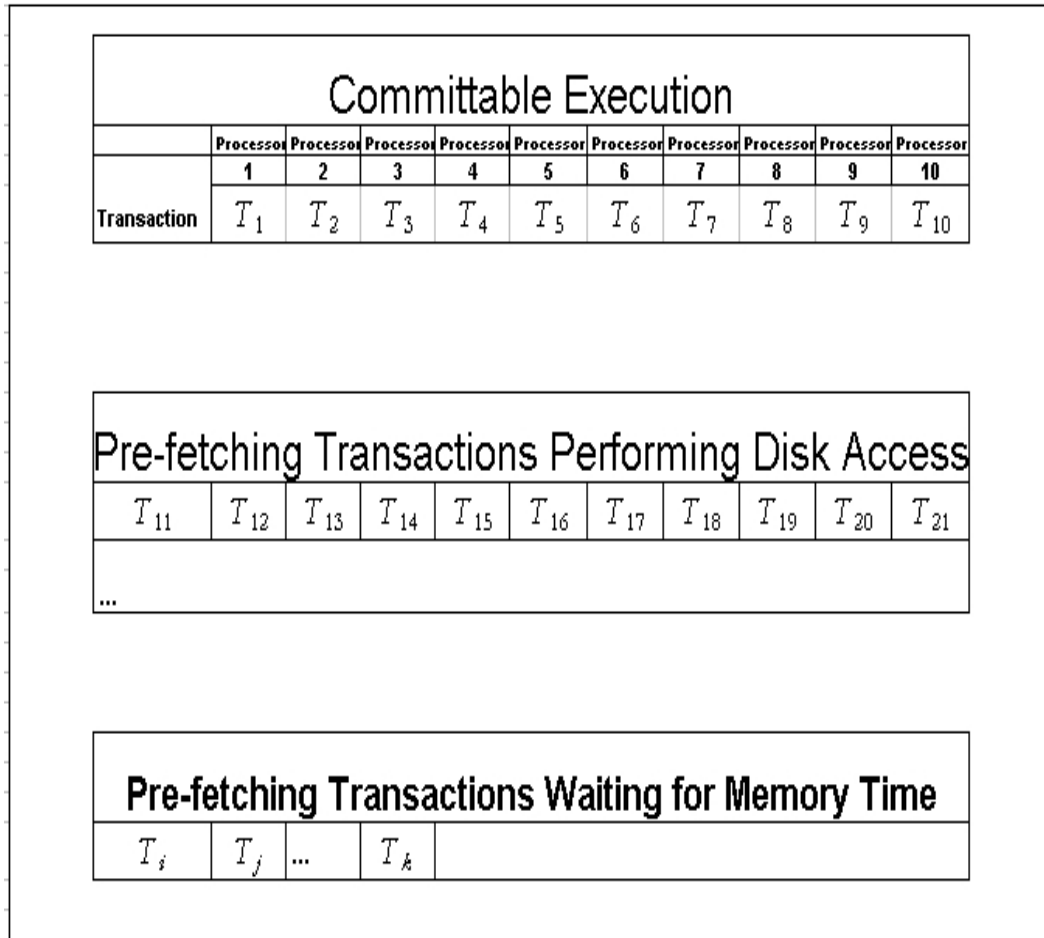 Committable Execution
Processor Processor Processor Processor Processor Processor Processor Processor Processor Processor
1 2 3 4 5 6 7 8 9 10
Transaction T1 T2 T3 T4 T5 T6 T7 T8 T9 T10
Pre-fetching Transactions Performing Disk Access
T11 T12 T13 T14 T15 T16 T17 T18 T19 T20 T21
...
Pre-fetching Transactions Waiting for Memory Time
Ti Tj ... Tk